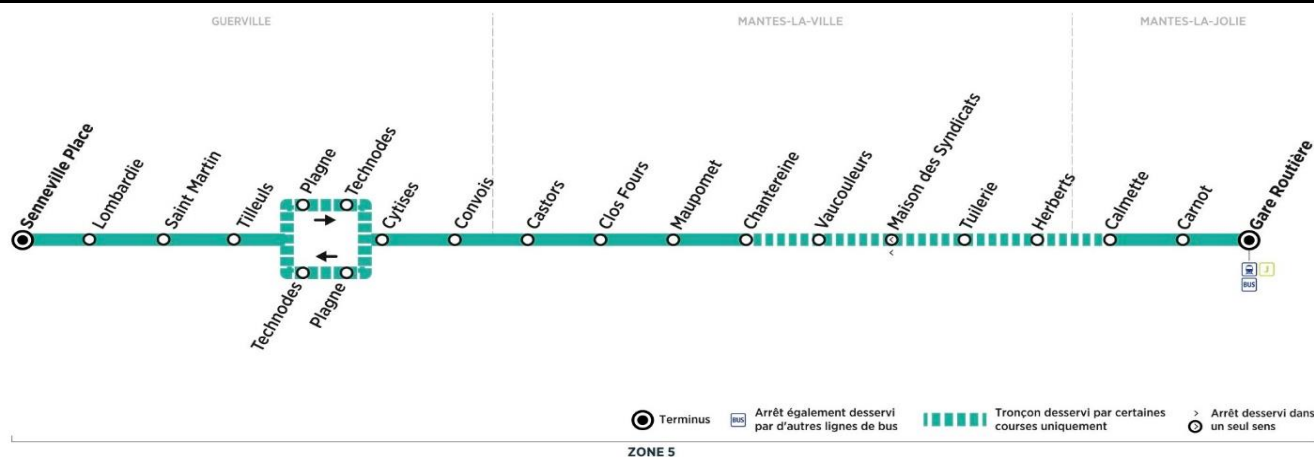 GUERVILLE
MANTES-LA-VILLE
MANTES-LA-JOLIE
Senneville Place
Lombardie
Saint Martin
Tilleuls
Plagne
Technodes
Technodes
Plagne
Cytises
Convois
Castors
Clos Fours
Maupomet
Chantereine
Vaucouleurs
Maison des Syndicats
Tuilerie
Herberts
Calmette
Carnot
Gare Routière
J
BUS
Terminus
BUS
Arrêt également desservi
par d'autres lignes de bus
Tronçon desservi par certaines
courses uniquement
Arrêt desservi dans
un seul sens
ZONE 5